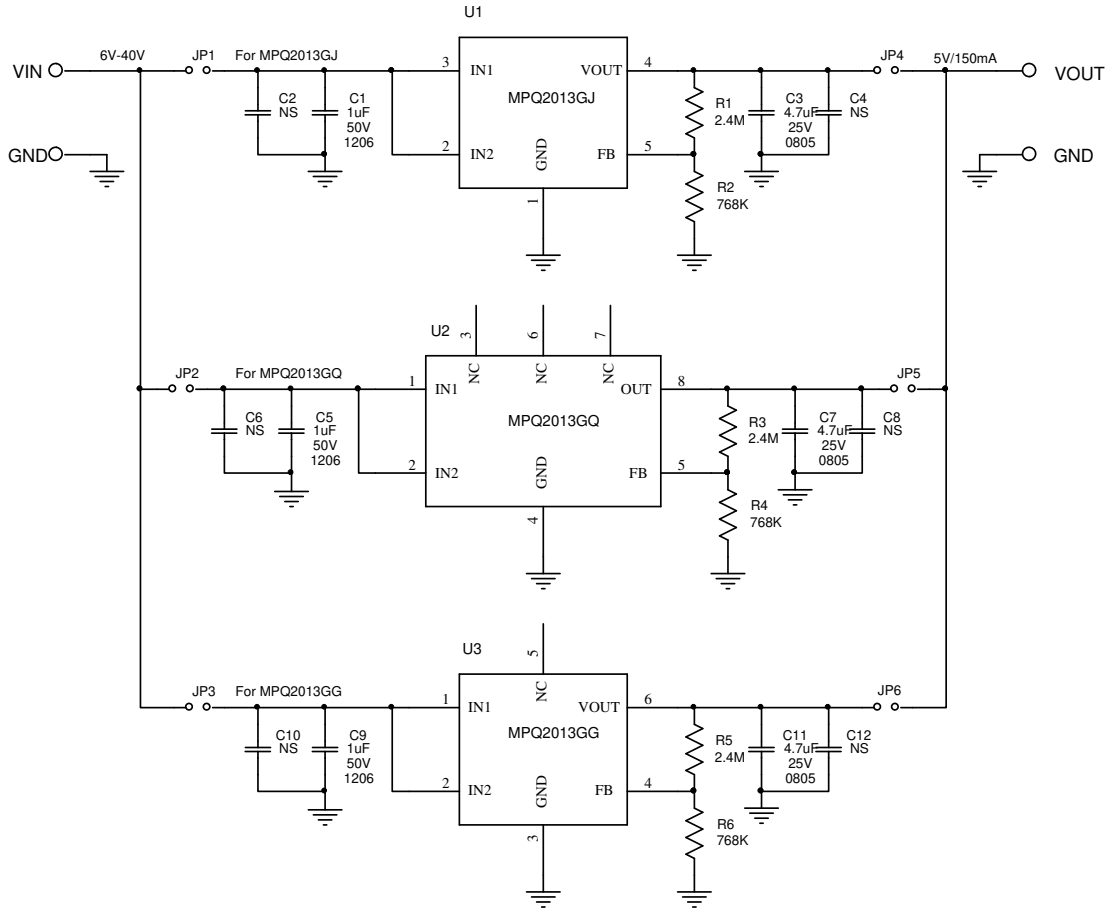 U1
6V-40V
JP1
For MPQ2013GJ
VIN
C2
NS
C1
1uF
50V
1206
3
IN1
VOUT
4
MPQ2013GJ
2
IN2
GND
FB
5
1
R1
2.4M
R2
768K
C3
4.7uF
25V
0805
C4
NS
JP4
5V/150mA
VOUT
GND
GND
U2
3
NC
6
NC
7
NC
JP2
For MPQ2013GQ
C6
NS
C5
1uF
50V
1206
1
IN1
OUT
8
MPQ2013GQ
2
IN2
GND
FB
5
4
R3
2.4M
R4
768K
C7
4.7uF
25V
0805
C8
NS
JP5
U3
5
NC
JP3
For MPQ2013GG
C10
NS
C9
1uF
50V
1206
1
IN1
VOUT
6
MPQ2013GG
2
IN2
GND
FB
4
3
R5
2.4M
R6
768K
C11
4.7uF
25V
0805
C12
NS
JP6